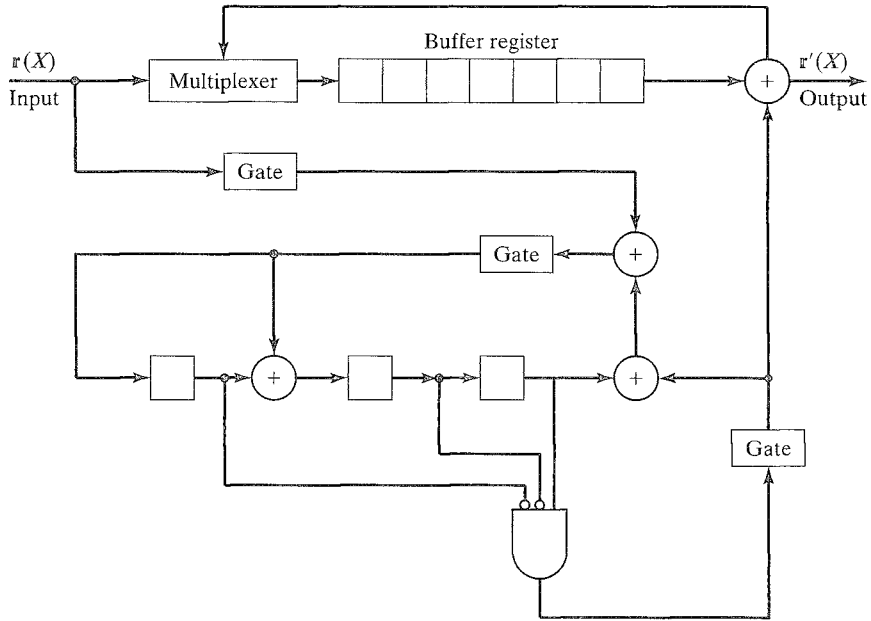 Buffer register
𝕣(X)
Input
Multiplexer
+
𝕣′(X)
Output
Gate
Gate
+
+
+
Gate